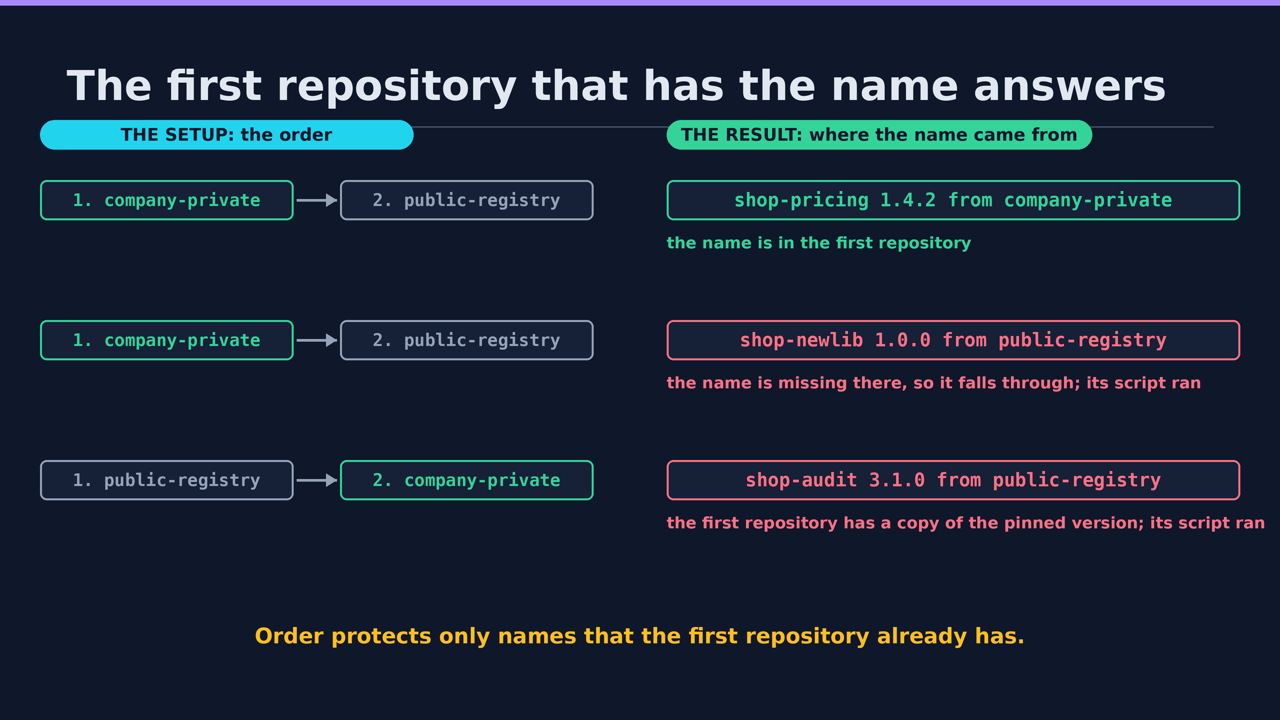 The first repository that has the name answers
THE SETUP: the order
THE RESULT: where the name came from
1. company-private
2. public-registry
shop-pricing 1.4.2 from company-private
the name is in the first repository
1. company-private
2. public-registry
shop-newlib 1.0.0 from public-registry
the name is missing there, so it falls through; its script ran
1. public-registry
2. company-private
shop-audit 3.1.0 from public-registry
the first repository has a copy of the pinned version; its script ran
Order protects only names that the first repository already has.